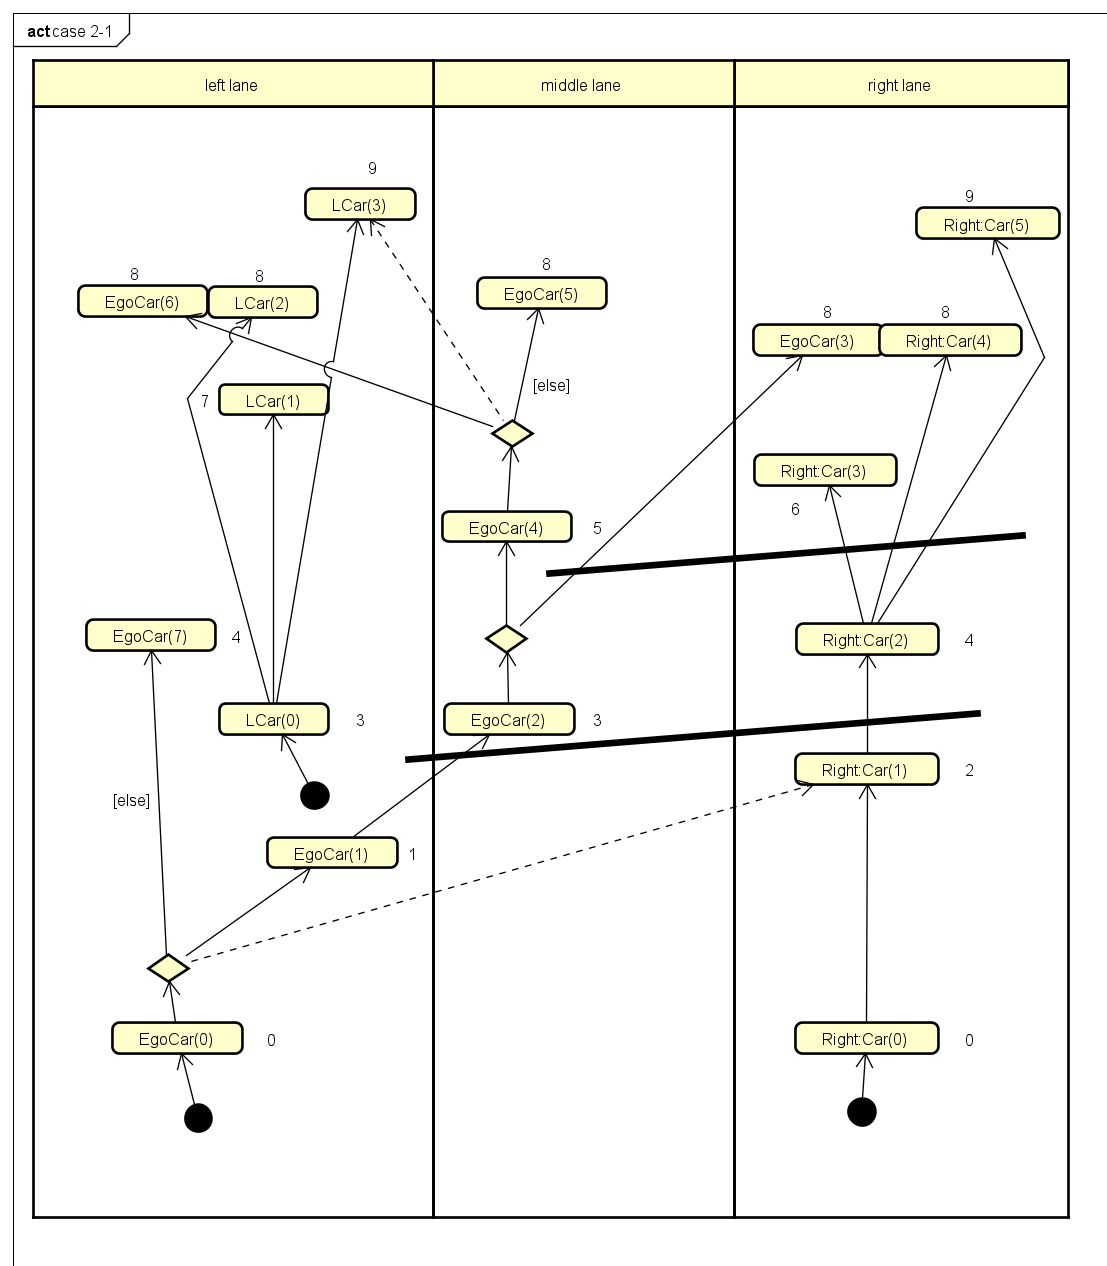 act case 2-1
left lane
middle lane
right lane
9
LCar(3)
9
Right:Car(5)
8
8
8
EgoCar(6)
LCar(2)
EgoCar(5)
8
8
EgoCar(3)
Right:Car(4)
[else]
7
LCar(1)
Right:Car(3)
6
EgoCar(4)
5
EgoCar(7)
4
Right:Car(2)
4
LCar(0)
3
EgoCar(2)
3
Right:Car(1)
2
[else]
EgoCar(1)
1
EgoCar(0)
0
Right:Car(0)
0